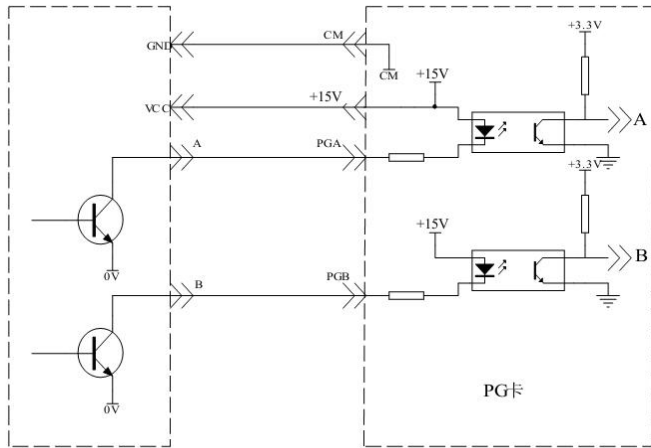 +3.3V
GND
CM
CM
+15V
VCC
+15V
A
A
PGA
+3.3V
0V
+15V
B
B
PGB
0V
PG卡